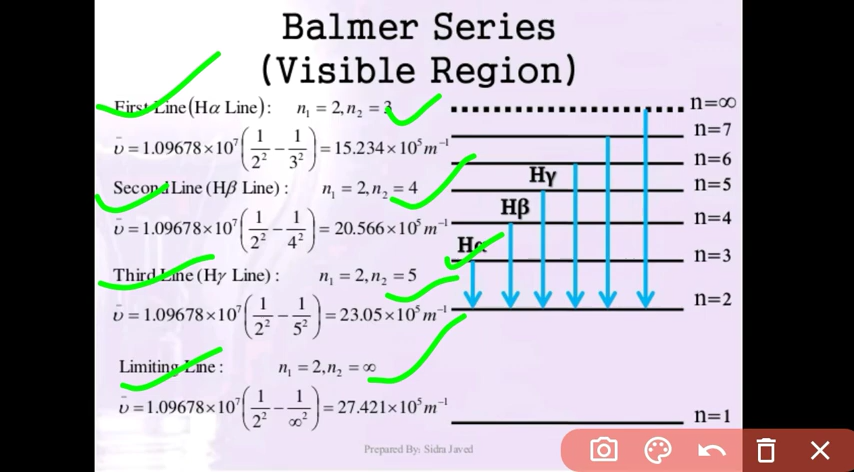 Balmer Series
(Visible Region)
First Line (Hα Line) : n₁ = 2, n₂ = 3
ῡ = 1.09678×10⁷(1/2² − 1/3²) = 15.234×10⁵ m⁻¹
Second Line (Hβ Line) : n₁ = 2, n₂ = 4
ῡ = 1.09678×10⁷(1/2² − 1/4²) = 20.566×10⁵ m⁻¹
Third Line (Hγ Line) : n₁ = 2, n₂ = 5
ῡ = 1.09678×10⁷(1/2² − 1/5²) = 23.05×10⁵ m⁻¹
Limiting Line : n₁ = 2, n₂ = ∞
ῡ = 1.09678×10⁷(1/2² − 1/∞²) = 27.421×10⁵ m⁻¹
n=∞
n=7
n=6
Hγ
n=5
Hβ
n=4
Hα
n=3
n=2
n=1
Prepared By: Sidra Javed